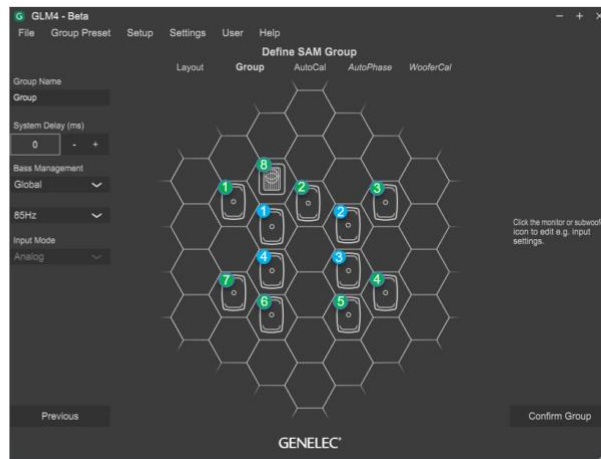 G GLM4 - Beta
File Group Preset Setup Settings User Help
Define SAM Group
Layout Group AutoCal AutoPhase WooferCal
Group Name
Group
System Delay (ms)
0 - +
Bass Management
Global
85Hz
Input Mode
Analog
8
1 2 3
1 2
4 3
7 4
6 5
Click the monitor or subwoof
icon to edit e.g. input
settings.
Previous
Confirm Group
GENELEC®